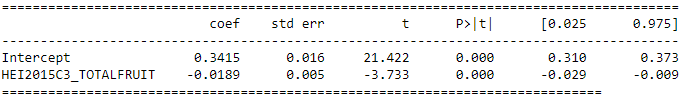 ==============================================================================
coef std err t P>|t| [0.025 0.975]
------------------------------------------------------------------------------
Intercept 0.3415 0.016 21.422 0.000 0.310 0.373
HEI2015C3_TOTALFRUIT -0.0189 0.005 -3.733 0.000 -0.029 -0.009
==============================================================================